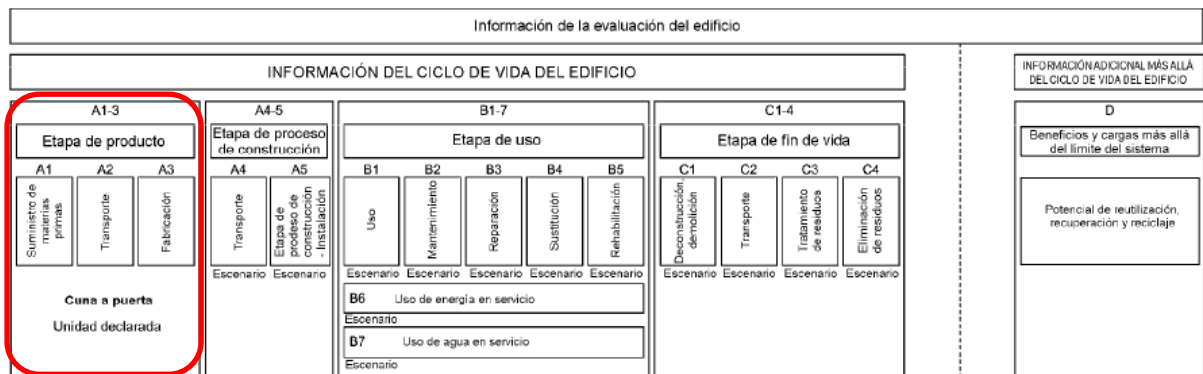 Información de la evaluación del edificio
INFORMACIÓN DEL CICLO DE VIDA DEL EDIFICIO
INFORMACIÓN ADICIONAL MÁS ALLÁ
DEL CICLO DE VIDA DEL EDIFICIO
A1-3
Etapa de producto
A1
Suministro de
materias
primas
A2
Transporte
A3
Fabricación
Cuna a puerta
Unidad declarada
A4-5
Etapa de proceso
de construcción
A4
Transporte
Escenario
A5
Etapa de
prodeso de
construcción
- Instalación
Escenario
B1-7
Etapa de uso
B1
Uso
Escenario
B2
Mantenimiento
Escenario
B3
Reparación
Escenario
B4
Sustitución
Escenario
B5
Rehabilitación
Escenario
B6 Uso de energía en servicio
Escenario
B7 Uso de agua en servicio
Escenario
C1-4
Etapa de fin de vida
C1
Deconstrucción,
demolición
Escenario
C2
Transporte
Escenario
C3
Tratamiento
de residuos
Escenario
C4
Eliminación
de residuos
Escenario
D
Beneficios y cargas más allá
del límite del sistema
Potencial de reutilización,
recuperación y reciclaje